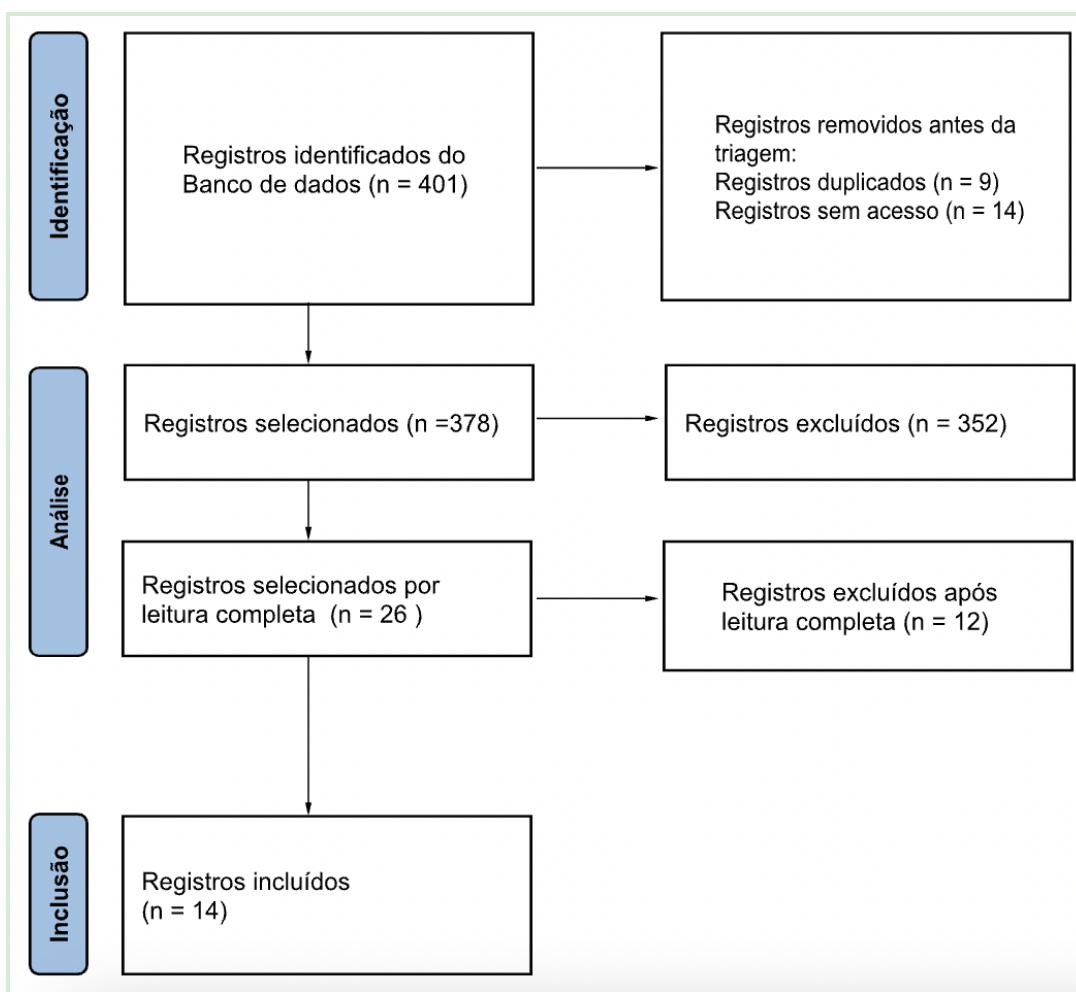 Identificação
Registros identificados do
Banco de dados (n = 401)
Registros removidos antes da
triagem:
Registros duplicados (n = 9)
Registros sem acesso (n = 14)
Análise
Registros selecionados (n =378)
Registros excluídos (n = 352)
Registros selecionados por
leitura completa  (n = 26 )
Registros excluídos após
leitura completa (n = 12)
Inclusão
Registros incluídos
(n = 14)